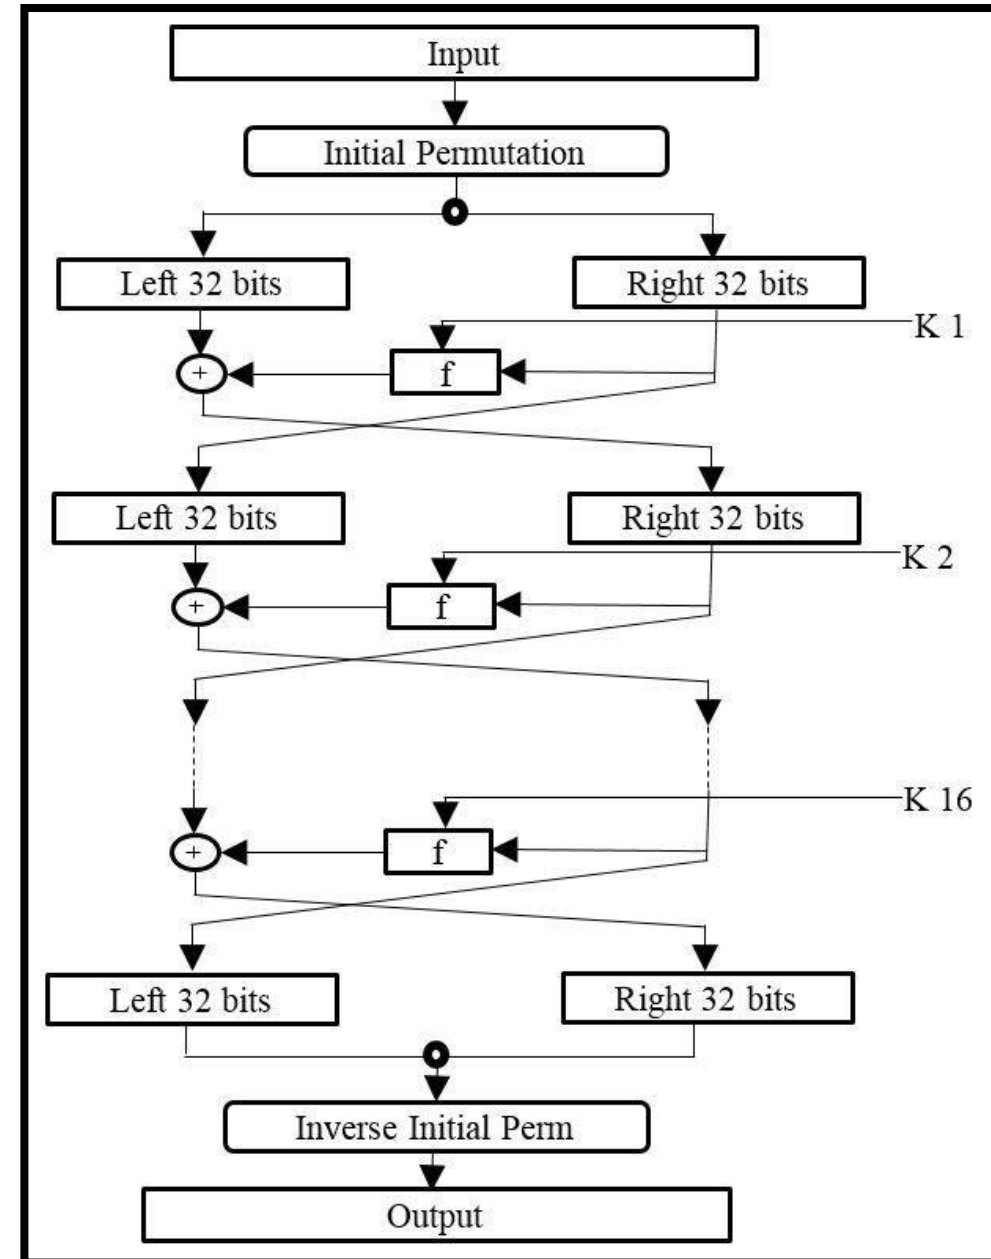 Input
Initial Permutation
Left 32 bits
Right 32 bits
K 1
+
f
Left 32 bits
Right 32 bits
K 2
+
f
K 16
+
f
Left 32 bits
Right 32 bits
Inverse Initial Perm
Output